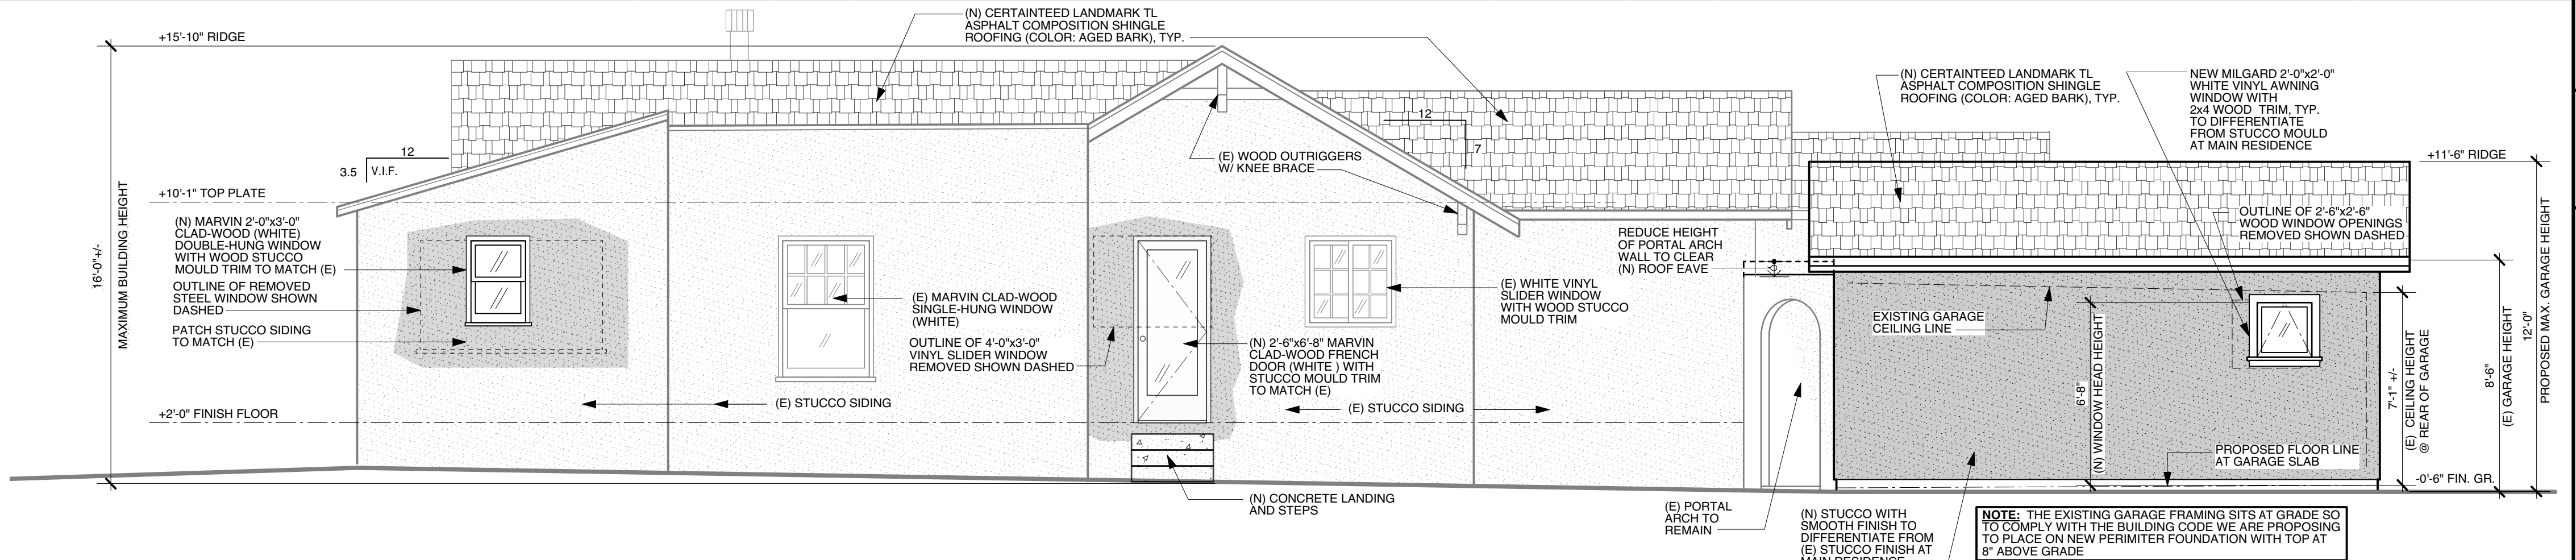 (N) CERTAINTEED LANDMARK TL
ASPHALT COMPOSITION SHINGLE
ROOFING (COLOR: AGED BARK), TYP.
+15'-10" RIDGE
(N) CERTAINTEED LANDMARK TL
ASPHALT COMPOSITION SHINGLE
ROOFING (COLOR: AGED BARK), TYP.
NEW MILGARD 2'-0"x2'-0"
WHITE VINYL AWNING
WINDOW WITH
2x4 WOOD TRIM, TYP.
TO DIFFERENTIATE
FROM STUCCO MOULD
AT MAIN RESIDENCE
12
7
12
3.5
V.I.F.
(E) WOOD OUTRIGGERS
W/ KNEE BRACE
+11'-6" RIDGE
+10'-1" TOP PLATE
16'-0"+/-
MAXIMUM BUILDING HEIGHT
(N) MARVIN 2'-0"x3'-0"
CLAD-WOOD (WHITE)
DOUBLE-HUNG WINDOW
WITH WOOD STUCCO
MOULD TRIM TO MATCH (E)
OUTLINE OF REMOVED
STEEL WINDOW SHOWN
DASHED
PATCH STUCCO SIDING
TO MATCH (E)
(E) MARVIN CLAD-WOOD
SINGLE-HUNG WINDOW
(WHITE)
OUTLINE OF 4'-0"x3'-0"
VINYL SLIDER WINDOW
REMOVED SHOWN DASHED
(N) 2'-6"x6'-8" MARVIN
CLAD-WOOD FRENCH
DOOR (WHITE ) WITH
STUCCO MOULD TRIM
TO MATCH (E)
(E) WHITE VINYL
SLIDER WINDOW
WITH WOOD STUCCO
MOULD TRIM
REDUCE HEIGHT
OF PORTAL ARCH
WALL TO CLEAR
(N) ROOF EAVE
OUTLINE OF 2'-6"x2'-6"
WOOD WINDOW OPENINGS
REMOVED SHOWN DASHED
EXISTING GARAGE
CEILING LINE
6'-8"
(N) WINDOW HEAD HEIGHT
7'-1" +/-
(E) CEILING HEIGHT
@ REAR OF GARAGE
8'-6"
(E) GARAGE HEIGHT
12'-0"
PROPOSED MAX. GARAGE HEIGHT
(E) STUCCO SIDING
(E) STUCCO SIDING
+2'-0" FINISH FLOOR
PROPOSED FLOOR LINE
AT GARAGE SLAB
-0'-6" FIN. GR.
(N) CONCRETE LANDING
AND STEPS
(E) PORTAL
ARCH TO
REMAIN
(N) STUCCO WITH
SMOOTH FINISH TO
DIFFERENTIATE FROM
(E) STUCCO FINISH AT
MAIN RESIDENCE
NOTE: THE EXISTING GARAGE FRAMING SITS AT GRADE SO
TO COMPLY WITH THE BUILDING CODE WE ARE PROPOSING
TO PLACE ON NEW PERIMITER FOUNDATION WITH TOP AT
8" ABOVE GRADE